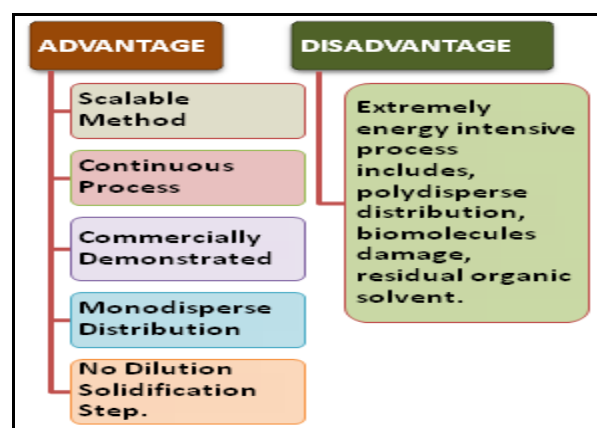 ADVANTAGE
Scalable
Method
Continuous
Process
Commercially
Demonstrated
Monodisperse
Distribution
No Dilution
Solidification
Step.
DISADVANTAGE
Extremely
energy intensive
process
includes,
polydisperse
distribution,
biomolecules
damage,
residual organic
solvent.